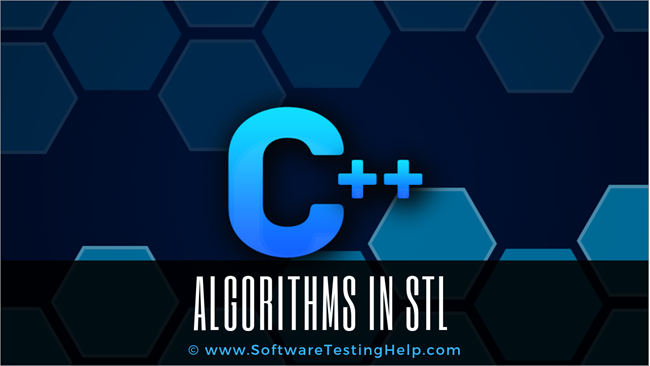 C++
ALGORITHMS IN STL
© www.SoftwareTestingHelp.com